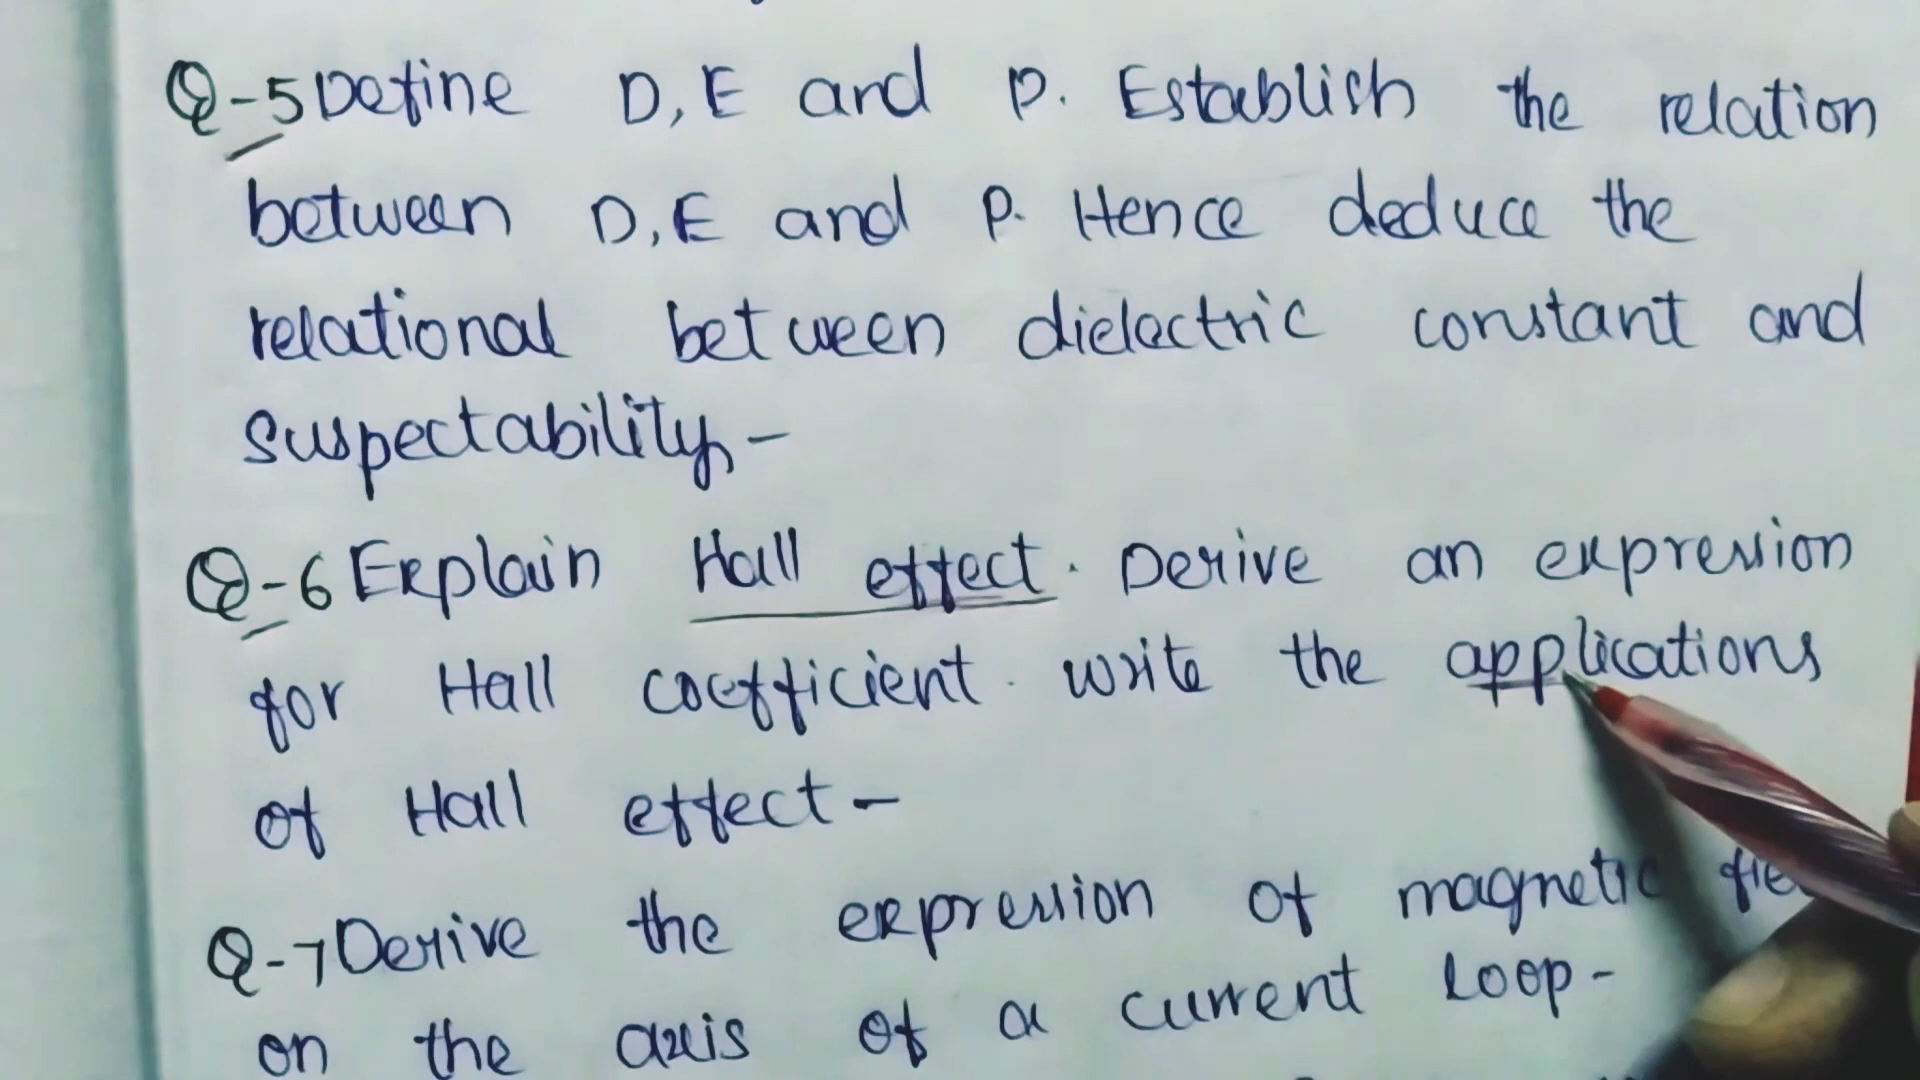 Q-5 Define D, E and P. Establish the relation
between D, E and P. Hence deduce the
relational between dielectric constant and
suspectability,-
Q-6 Explain Hall effect. Derive an expression
for Hall coefficient. write the applications
of Hall effect-
Q-7 Derive the expression of magnetic
on the axis of a current loop-